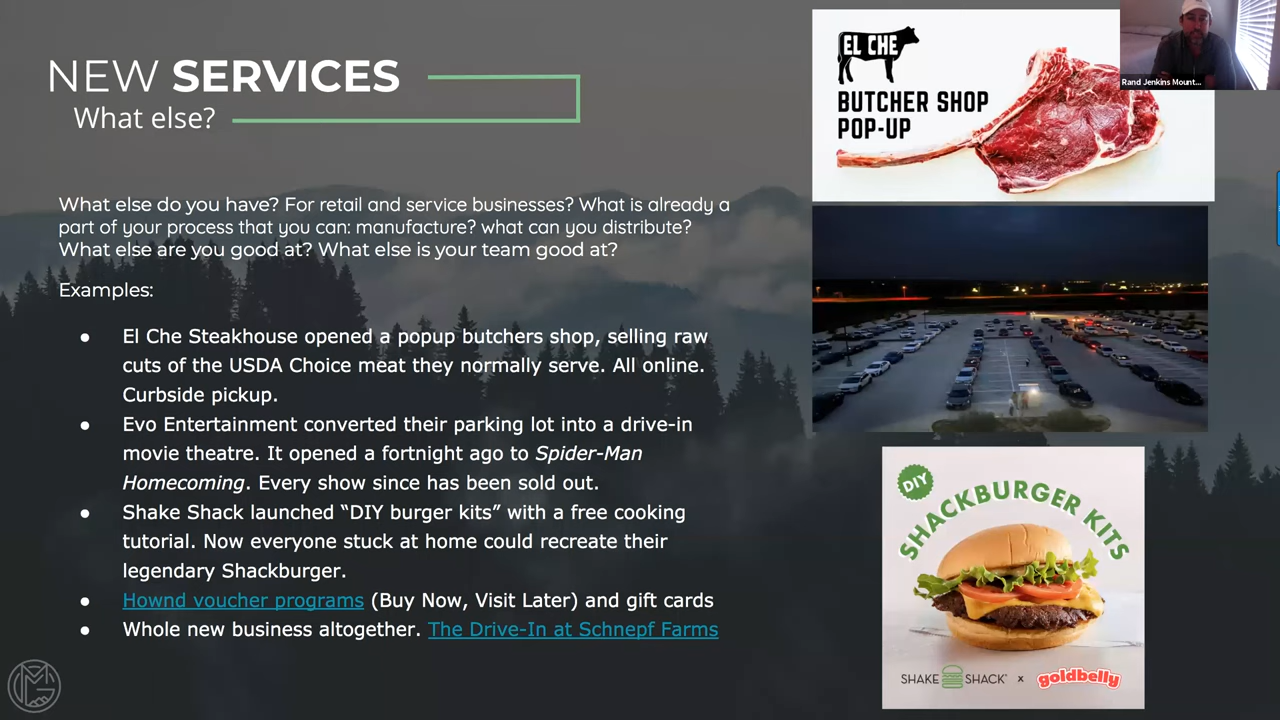 NEW SERVICES
What else?
What else do you have? For retail and service businesses? What is already a
part of your process that you can: manufacture? what can you distribute?
What else are you good at? What else is your team good at?
Examples:
● El Che Steakhouse opened a popup butchers shop, selling raw
cuts of the USDA Choice meat they normally serve. All online.
Curbside pickup.
● Evo Entertainment converted their parking lot into a drive-in
movie theatre. It opened a fortnight ago to Spider-Man
Homecoming. Every show since has been sold out.
● Shake Shack launched “DIY burger kits” with a free cooking
tutorial. Now everyone stuck at home could recreate their
legendary Shackburger.
● Hownd voucher programs (Buy Now, Visit Later) and gift cards
● Whole new business altogether. The Drive-In at Schnepf Farms
EL CHE
BUTCHER SHOP
POP-UP
Rand Jenkins Mount...
DIY
SHACKBURGER KITS
SHAKE SHACK x goldbelly